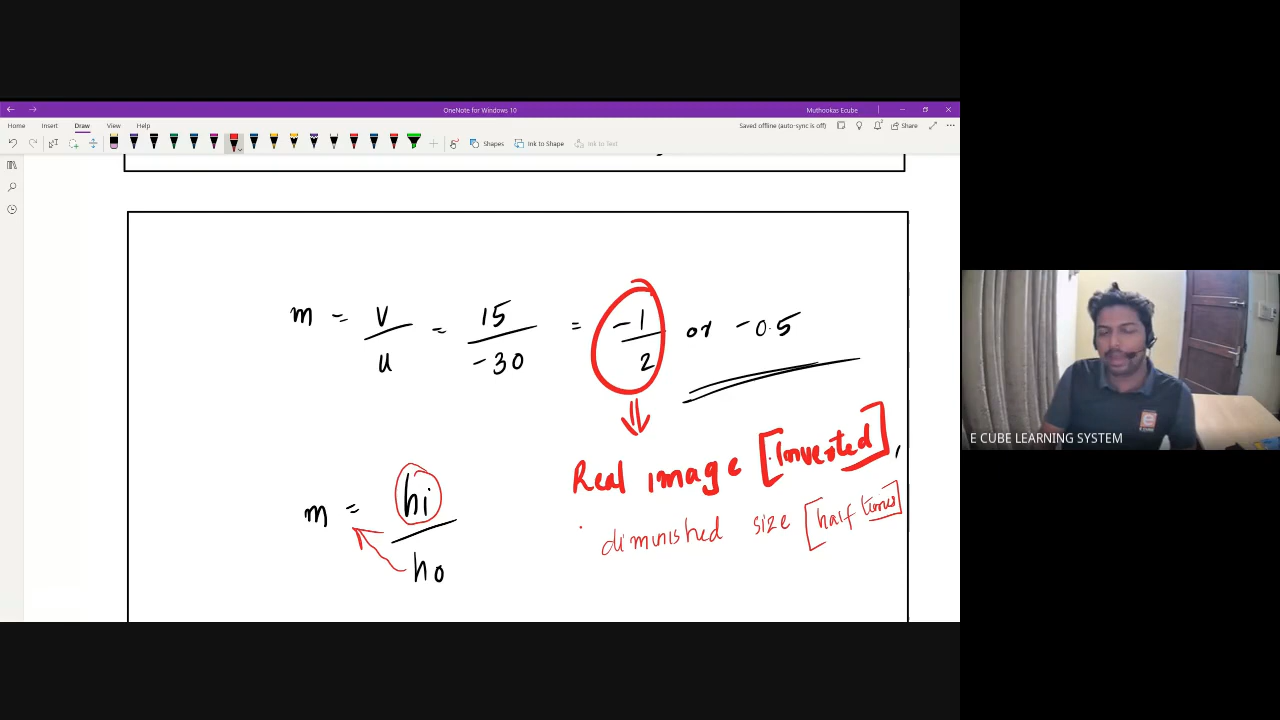 OneNote for Windows 10
Muthookas Ecube
Home Insert Draw View Help
Saved offline (auto-sync is off) Share
Shapes Ink to Shape Ink to Text
m = v/u = 15/-30 = -1/2 or -0.5
Real image [Inverted],
m = hi/ho
diminished size [half times]
E CUBE LEARNING SYSTEM